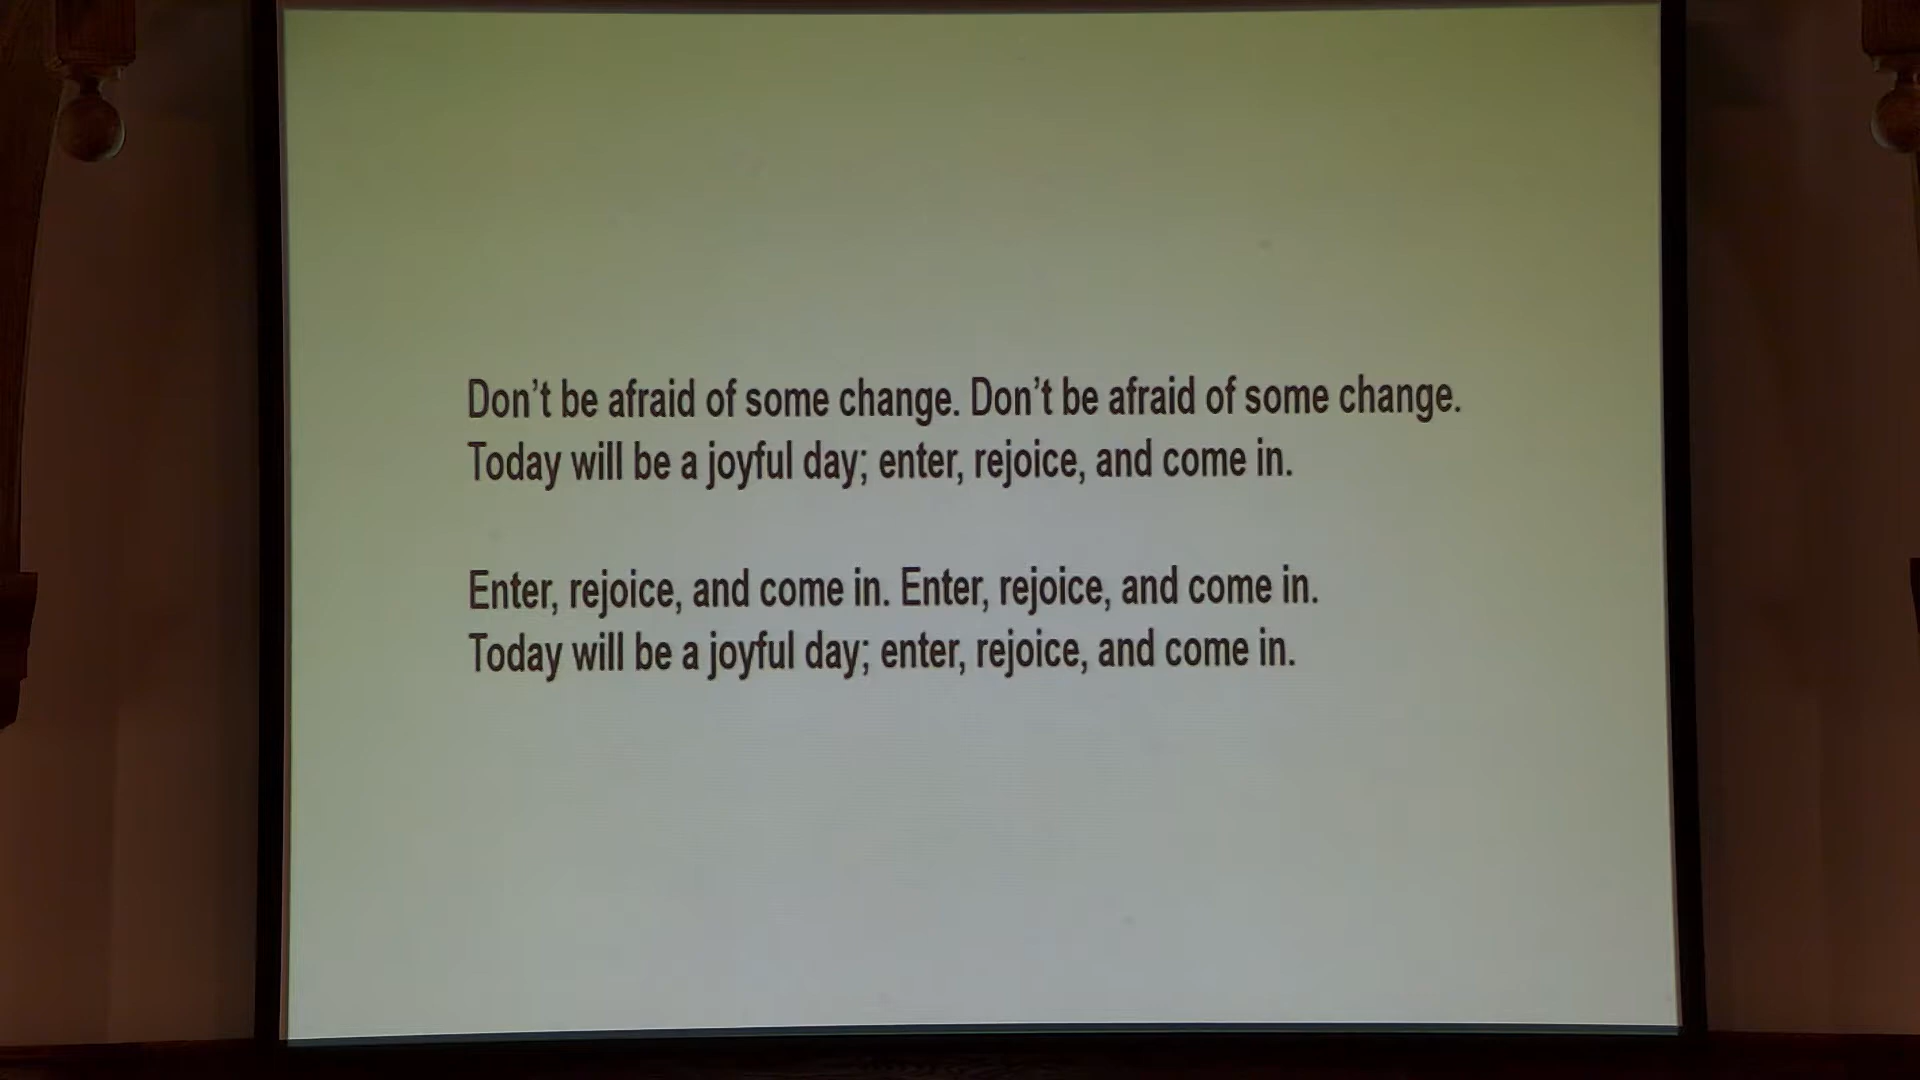 Don't be afraid of some change. Don't be afraid of some change.
Today will be a joyful day; enter, rejoice, and come in.
Enter, rejoice, and come in. Enter, rejoice, and come in.
Today will be a joyful day; enter, rejoice, and come in.